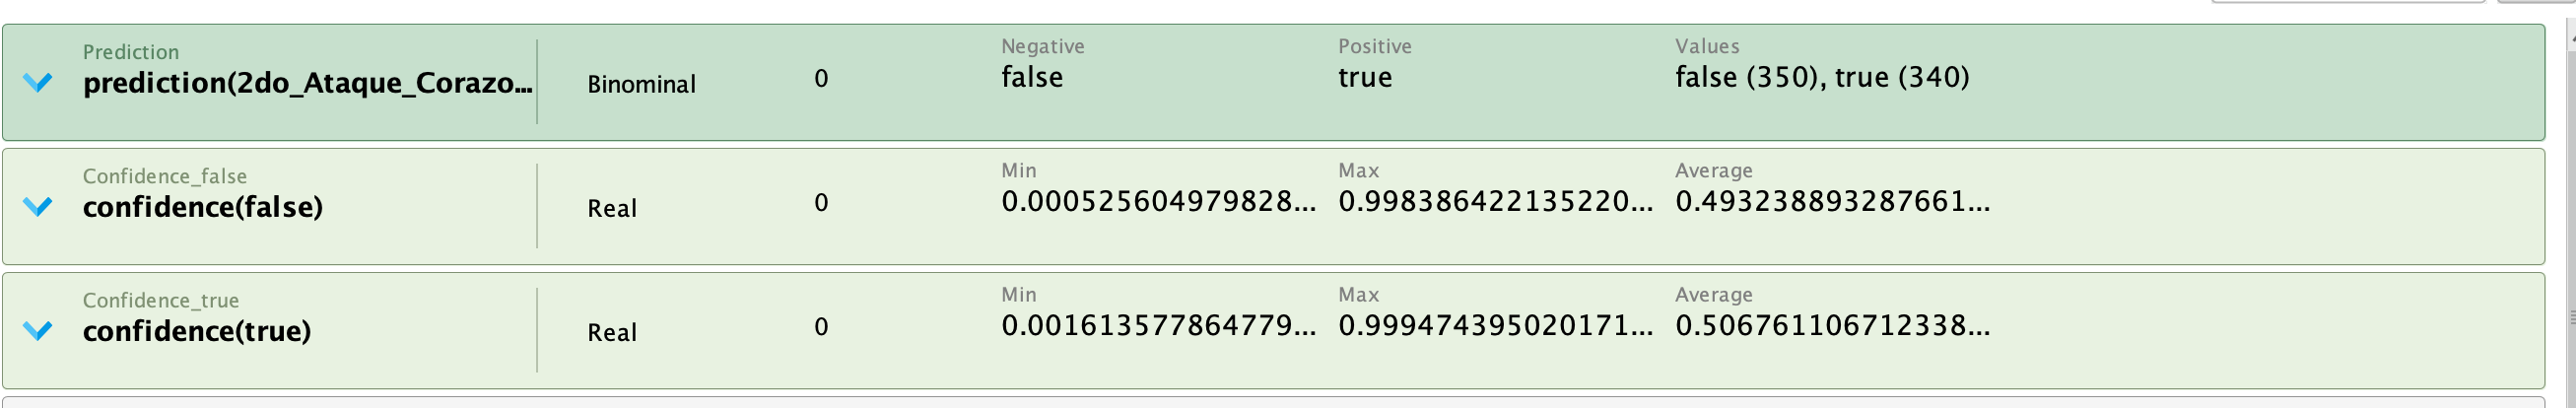 Prediction
prediction(2do_Ataque_Corazo...
Binominal
0
Negative
false
Positive
true
Values
false (350), true (340)
Confidence_false
confidence(false)
Real
0
Min
0.000525604979828...
Max
0.998386422135220...
Average
0.493238893287661...
Confidence_true
confidence(true)
Real
0
Min
0.001613577864779...
Max
0.999474395020171...
Average
0.506761106712338...